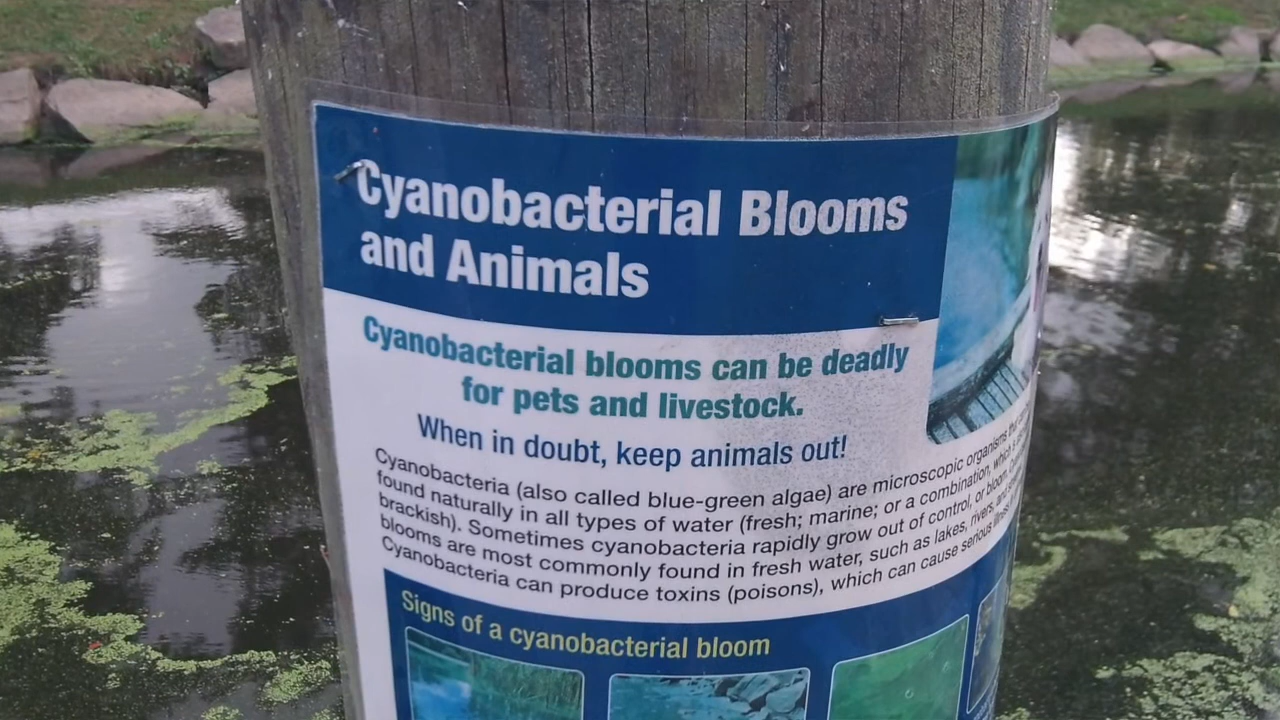 Cyanobacterial Blooms
and Animals
Cyanobacterial blooms can be deadly
for pets and livestock.
When in doubt, keep animals out!
Cyanobacteria (also called blue-green algae) are microscopic organisms
found naturally in all types of water (fresh; marine; or a combination, which
brackish). Sometimes cyanobacteria rapidly grow out of control, or bloom.
blooms are most commonly found in fresh water, such as lakes, rivers,
Cyanobacteria can produce toxins (poisons), which can cause serious
Signs of a cyanobacterial bloom